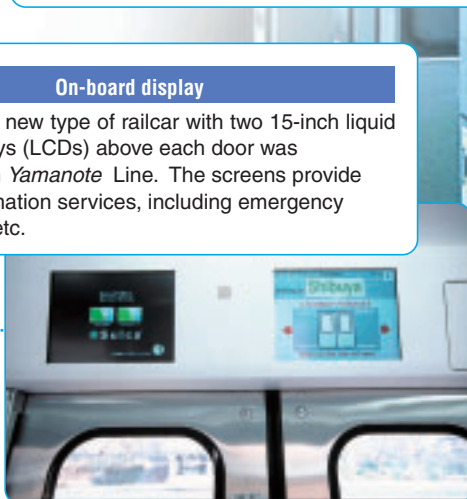 On-board display
new type of railcar with two 15-inch liquid
ys (LCDs) above each door was
Yamanote Line. The screens provide
nation services, including emergency
etc.
Shibuya